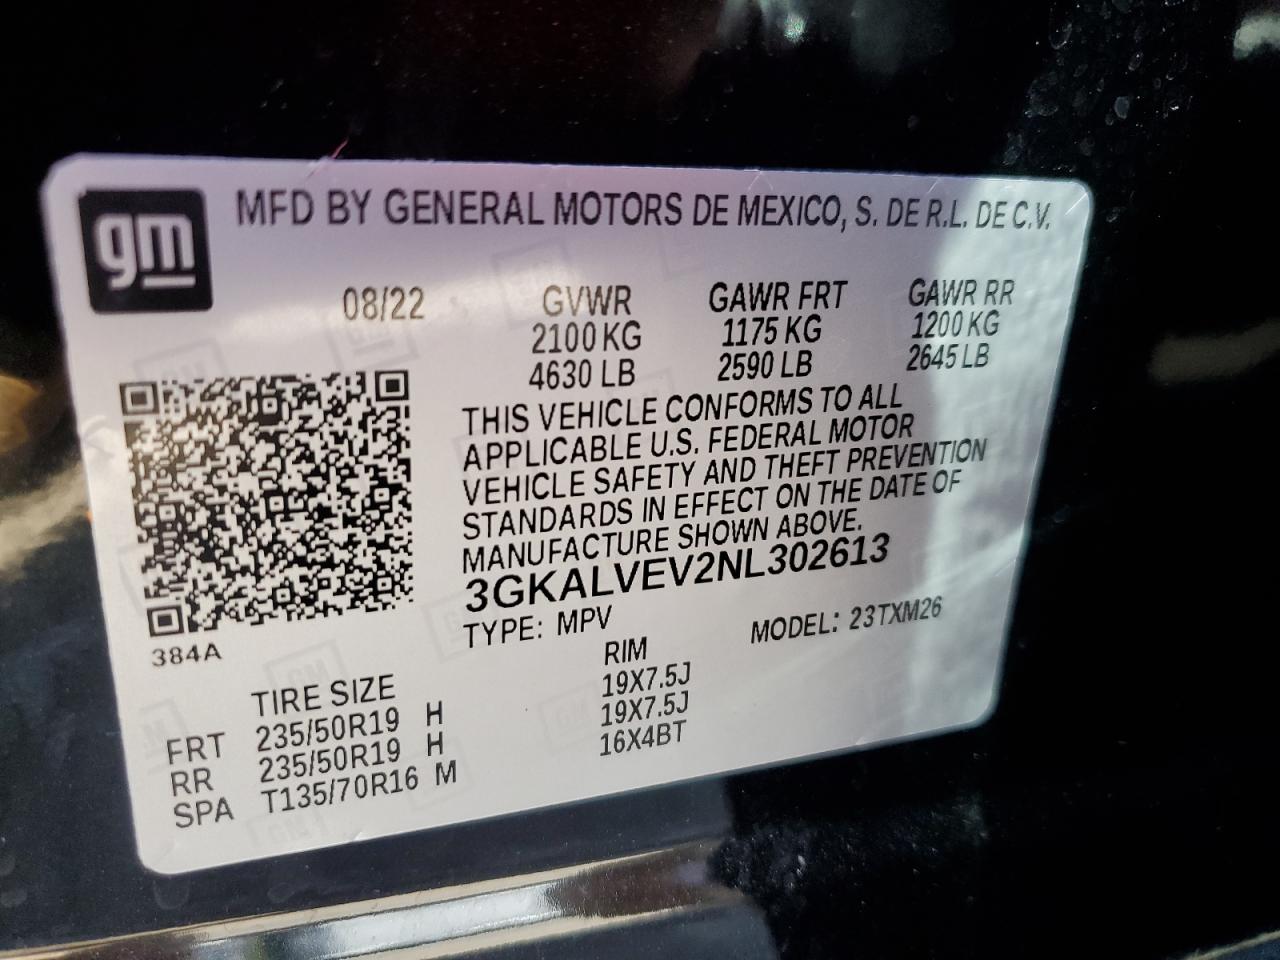 gm
MFD BY GENERAL MOTORS DE MEXICO, S. DE R.L. DE C.V.
08/22 GVWR GAWR FRT GAWR RR
2100 KG 1175 KG 1200 KG
4630 LB 2590 LB 2645 LB
THIS VEHICLE CONFORMS TO ALL
APPLICABLE U.S. FEDERAL MOTOR
VEHICLE SAFETY AND THEFT PREVENTION
STANDARDS IN EFFECT ON THE DATE OF
MANUFACTURE SHOWN ABOVE.
3GKALVEV2NL302613
TYPE: MPV MODEL: 23TXM26
384A
TIRE SIZE RIM
FRT 235/50R19 H 19X7.5J
RR 235/50R19 H 19X7.5J
SPA T135/70R16 M 16X4BT